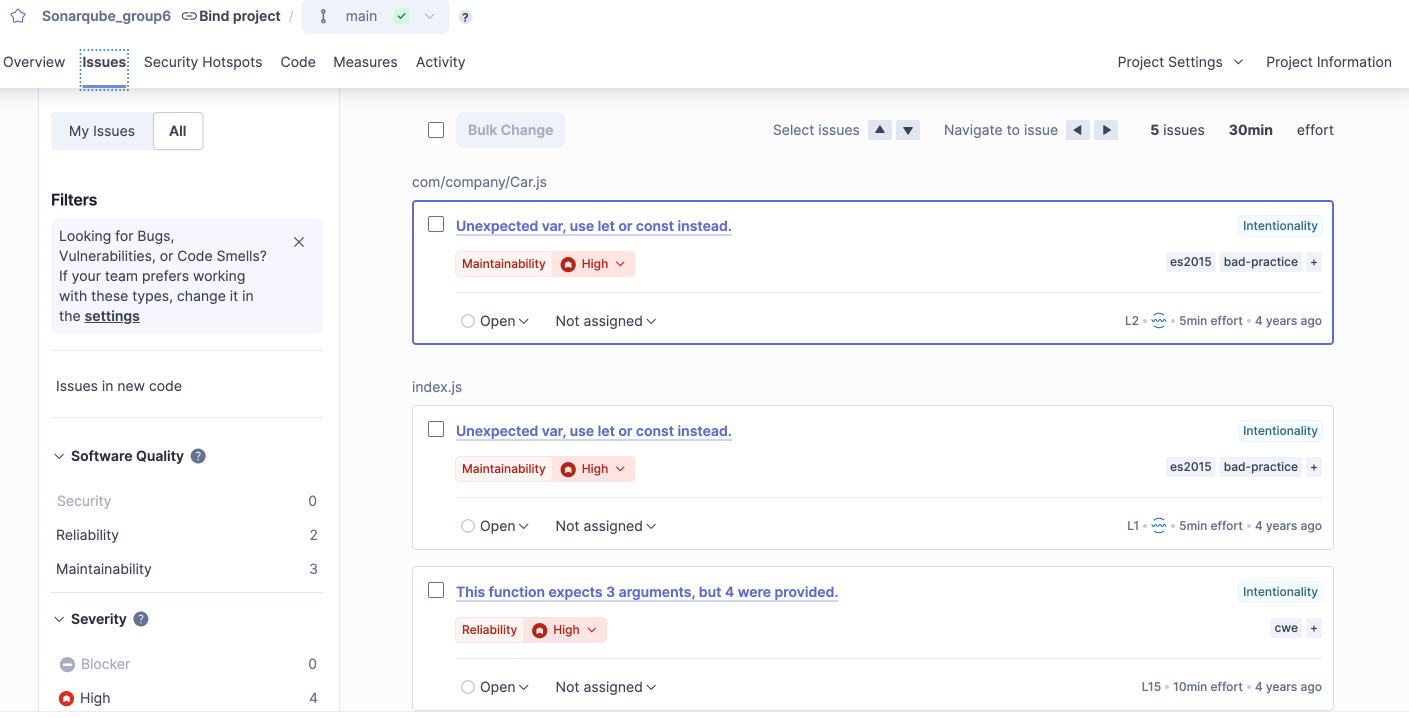 Sonarqube_group6 Bind project / main ?
Overview Issues Security Hotspots Code Measures Activity Project Settings Project Information
My Issues All
Bulk Change Select issues Navigate to issue 5 issues 30min effort
Filters
Looking for Bugs,
Vulnerabilities, or Code Smells?
If your team prefers working
with these types, change it in
the settings
Issues in new code
Software Quality ?
Security 0
Reliability 2
Maintainability 3
Severity ?
Blocker 0
High 4
com/company/Car.js
Unexpected var, use let or const instead. Intentionality
Maintainability High es2015 bad-practice +
Open Not assigned L2 • • 5min effort • 4 years ago
index.js
Unexpected var, use let or const instead. Intentionality
Maintainability High es2015 bad-practice +
Open Not assigned L1 • • 5min effort • 4 years ago
This function expects 3 arguments, but 4 were provided. Intentionality
Reliability High cwe +
Open Not assigned L15 • 10min effort • 4 years ago